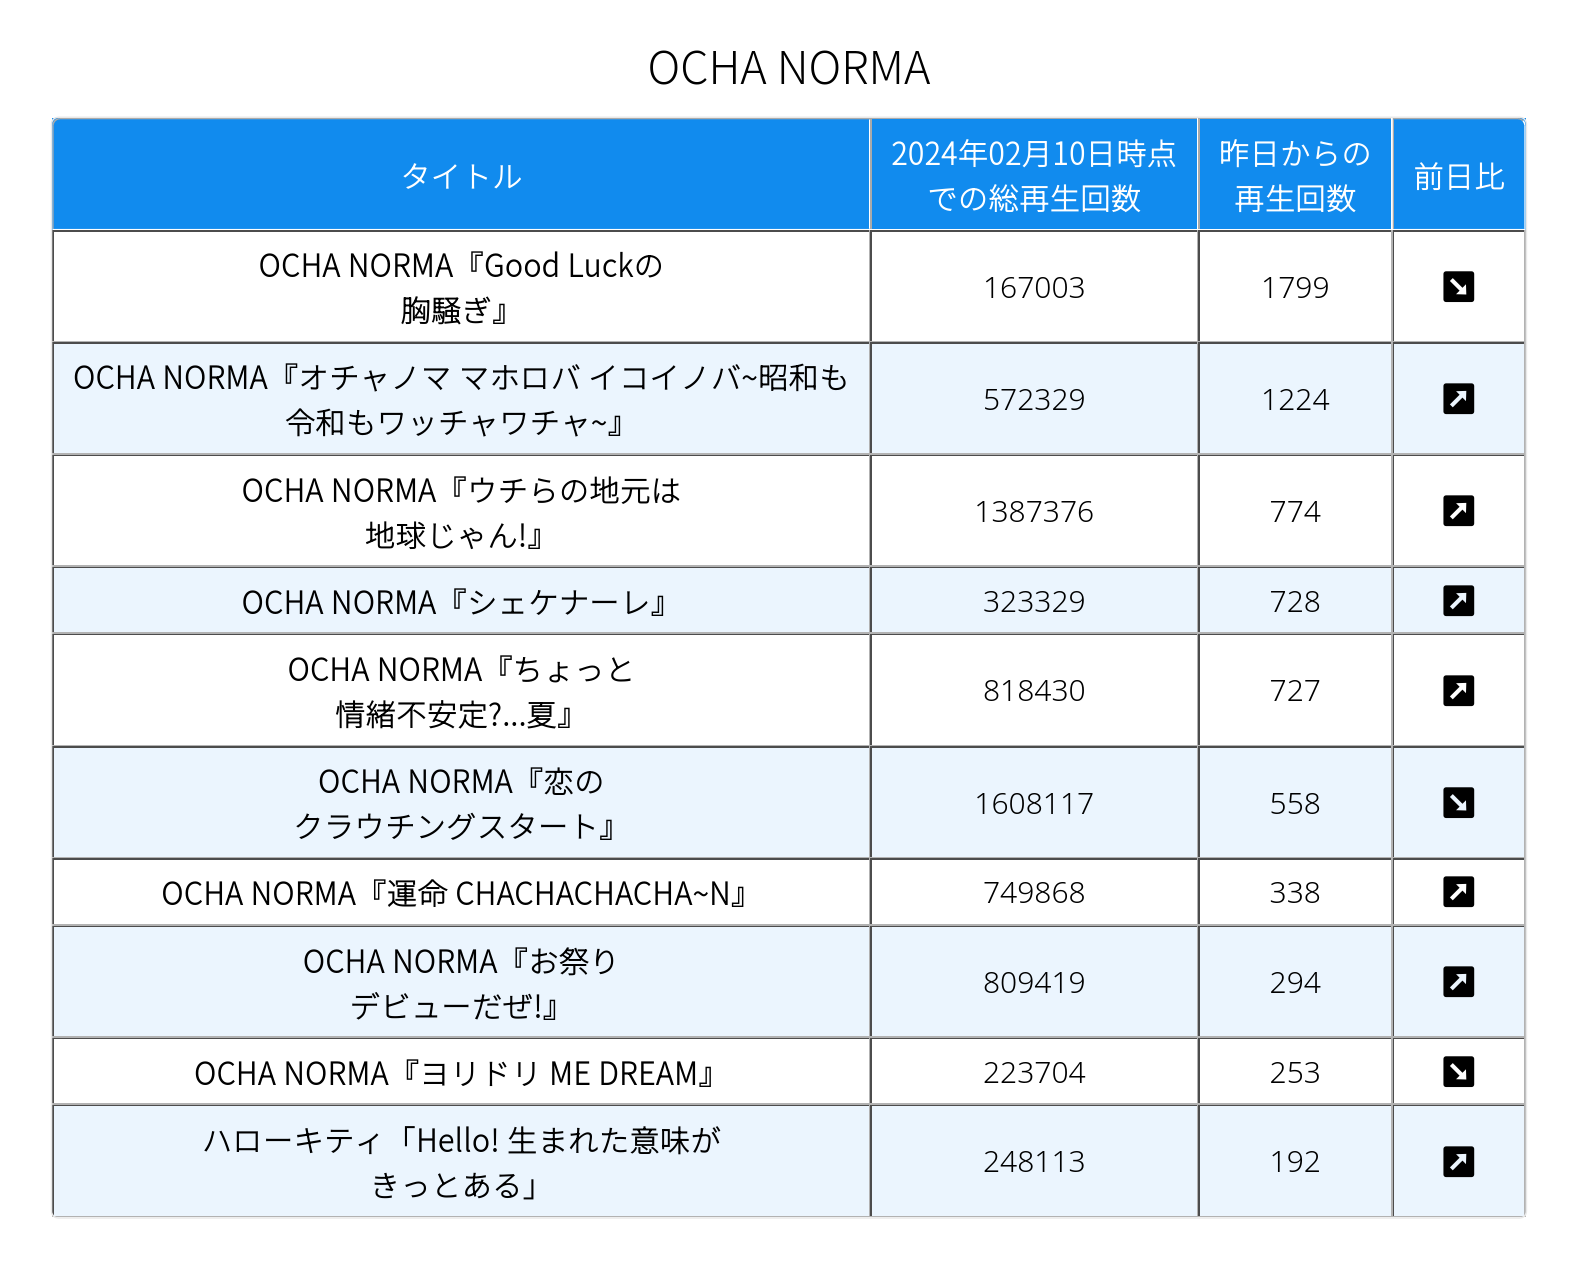 OCHA NORMA
タイトル
2024年02月10日時点
での総再生回数
昨日からの
再生回数
前日比
OCHA NORMA『Good Luckの
胸騒ぎ』
167003
1799
OCHA NORMA『オチャノマ マホロバ イコイノバ~昭和も
令和もワッチャワチャ~』
572329
1224
OCHA NORMA『ウチらの地元は
地球じゃん!』
1387376
774
OCHA NORMA『シェケナーレ』
323329
728
OCHA NORMA『ちょっと
情緒不安定?...夏』
818430
727
OCHA NORMA『恋の
クラウチングスタート』
1608117
558
OCHA NORMA『運命 CHACHACHACHA~N』
749868
338
OCHA NORMA『お祭り
デビューだぜ!』
809419
294
OCHA NORMA『ヨリドリ ME DREAM』
223704
253
ハローキティ「Hello! 生まれた意味が
きっとある」
248113
192